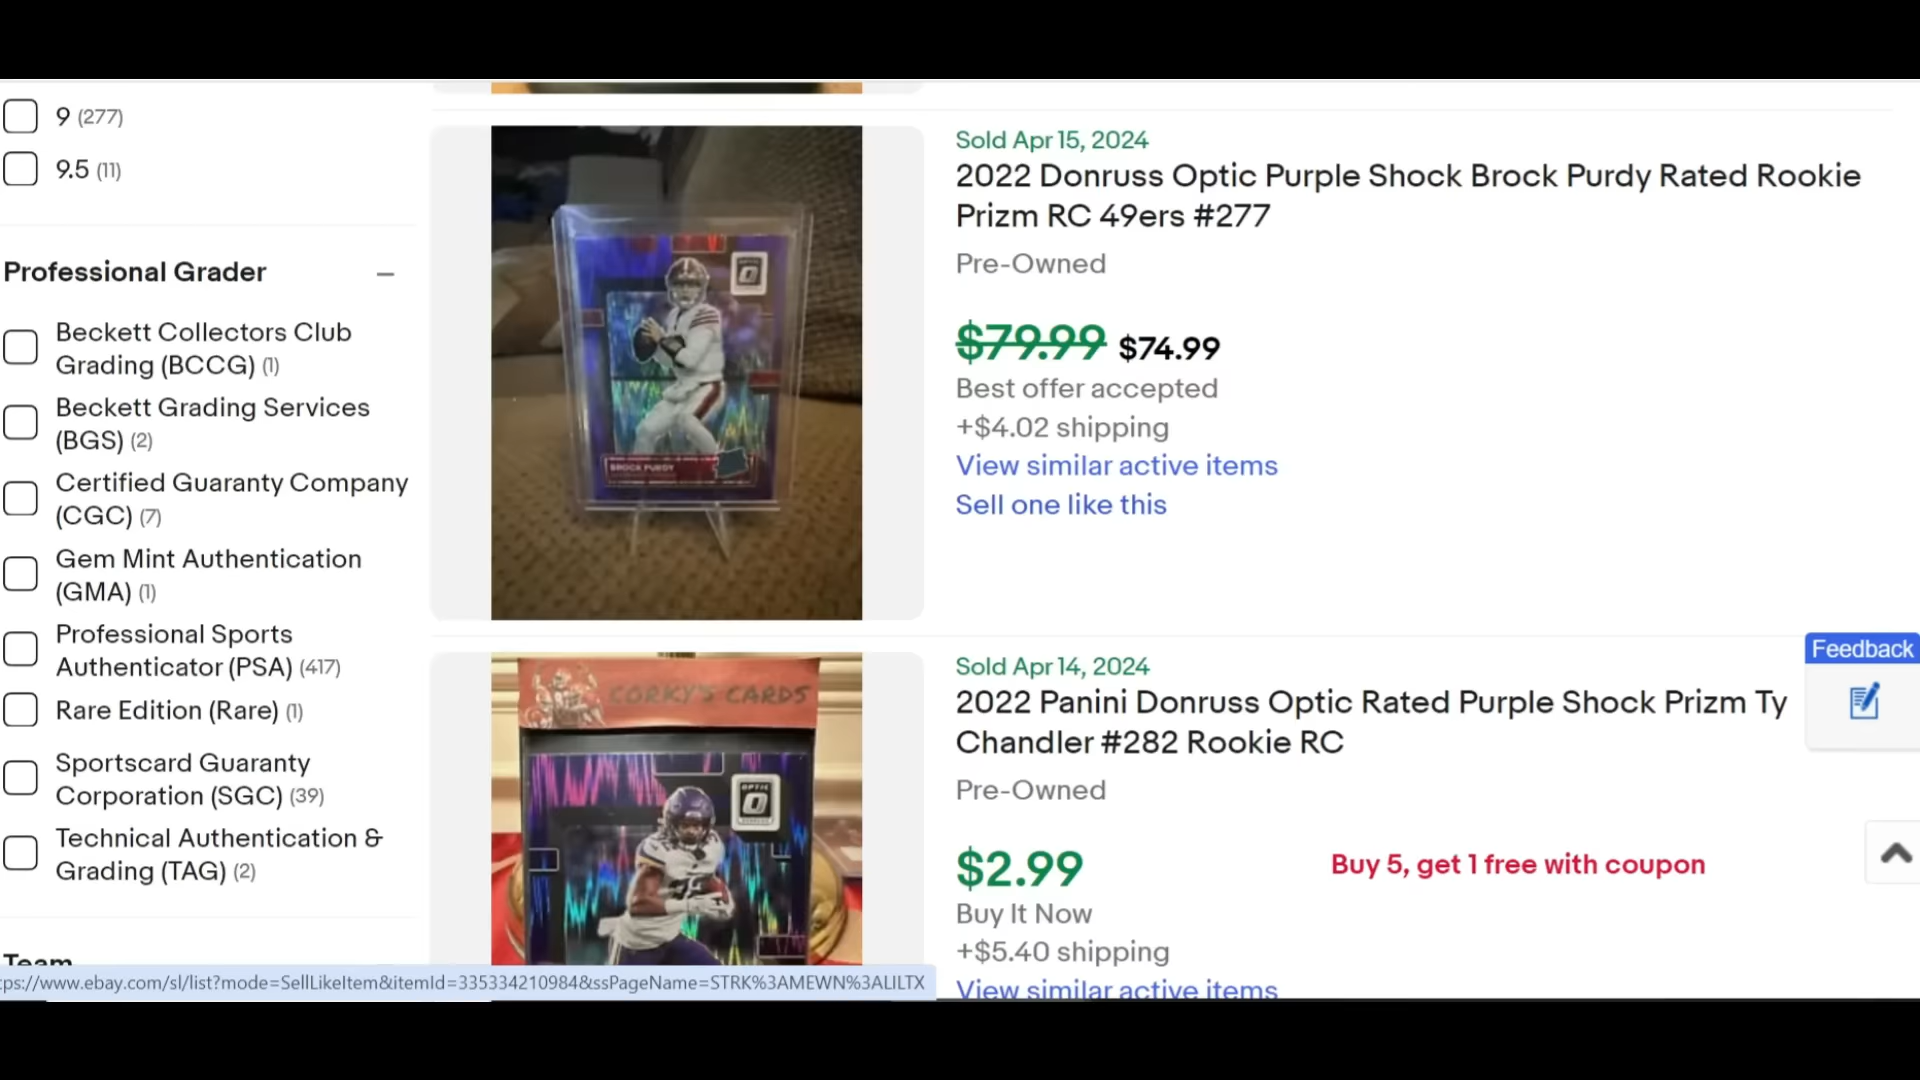 9 (277)
9.5 (11)
Professional Grader
Beckett Collectors Club
Grading (BCCG) (1)
Beckett Grading Services
(BGS) (2)
Certified Guaranty Company
(CGC) (7)
Gem Mint Authentication
(GMA) (1)
Professional Sports
Authenticator (PSA) (417)
Rare Edition (Rare) (1)
Sportscard Guaranty
Corporation (SGC) (39)
Technical Authentication &
Grading (TAG) (2)
Team
tps://www.ebay.com/sl/list?mode=SellLikeItem&itemId=335334210984&ssPageName=STRK%3AMEWN%3ALILTX
BROCK PURDY
Sold Apr 15, 2024
2022 Donruss Optic Purple Shock Brock Purdy Rated Rookie
Prizm RC 49ers #277
Pre-Owned
$79.99 $74.99
Best offer accepted
+$4.02 shipping
View similar active items
Sell one like this
CORKY'S CARDS
OPTIC
Sold Apr 14, 2024
2022 Panini Donruss Optic Rated Purple Shock Prizm Ty
Chandler #282 Rookie RC
Pre-Owned
$2.99
Buy 5, get 1 free with coupon
Buy It Now
+$5.40 shipping
View similar active items
Feedback